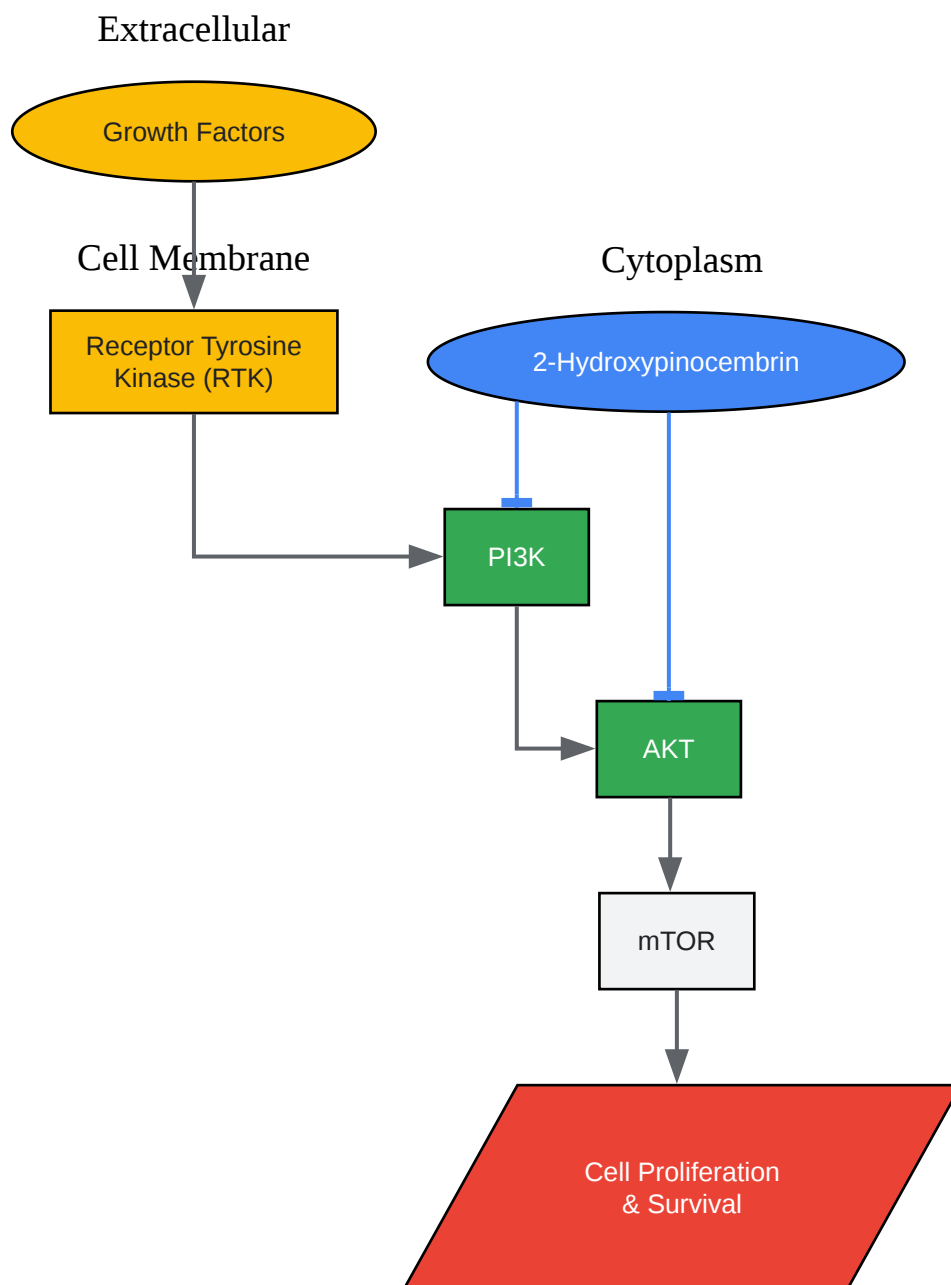 Extracellular
Growth Factors
Cell Membrane
Cytoplasm
Receptor Tyrosine
Kinase (RTK)
2-Hydroxypinocembrin
PI3K
AKT
mTOR
Cell Proliferation
& Survival